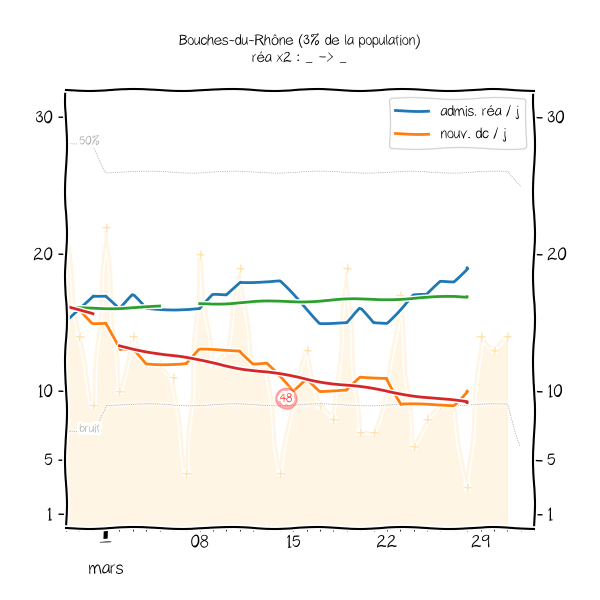 Bouches-du-Rhône (3% de la population)
réa x2 : _ -> _
admis. réa / j
nouv. dc / j
30
30
50%
20
20
10
10
48
bruit
5
5
1
1
1
08
15
22
29
mars